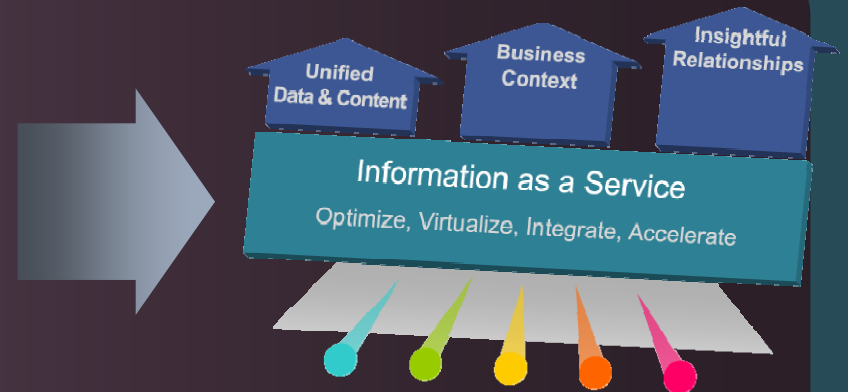 Unified
Data & Content
Business
Context
Insightful
Relationships
Information as a Service
Optimize, Virtualize, Integrate, Accelerate